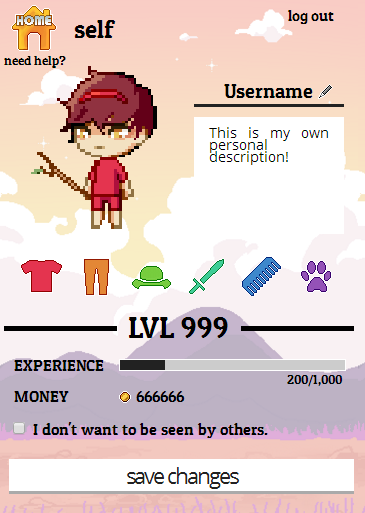 HOME
self
log out
need help?
Username
This is my own
personal
description!
LVL 999
EXPERIENCE
200/1,000
MONEY 666666
I don't want to be seen by others.
save changes